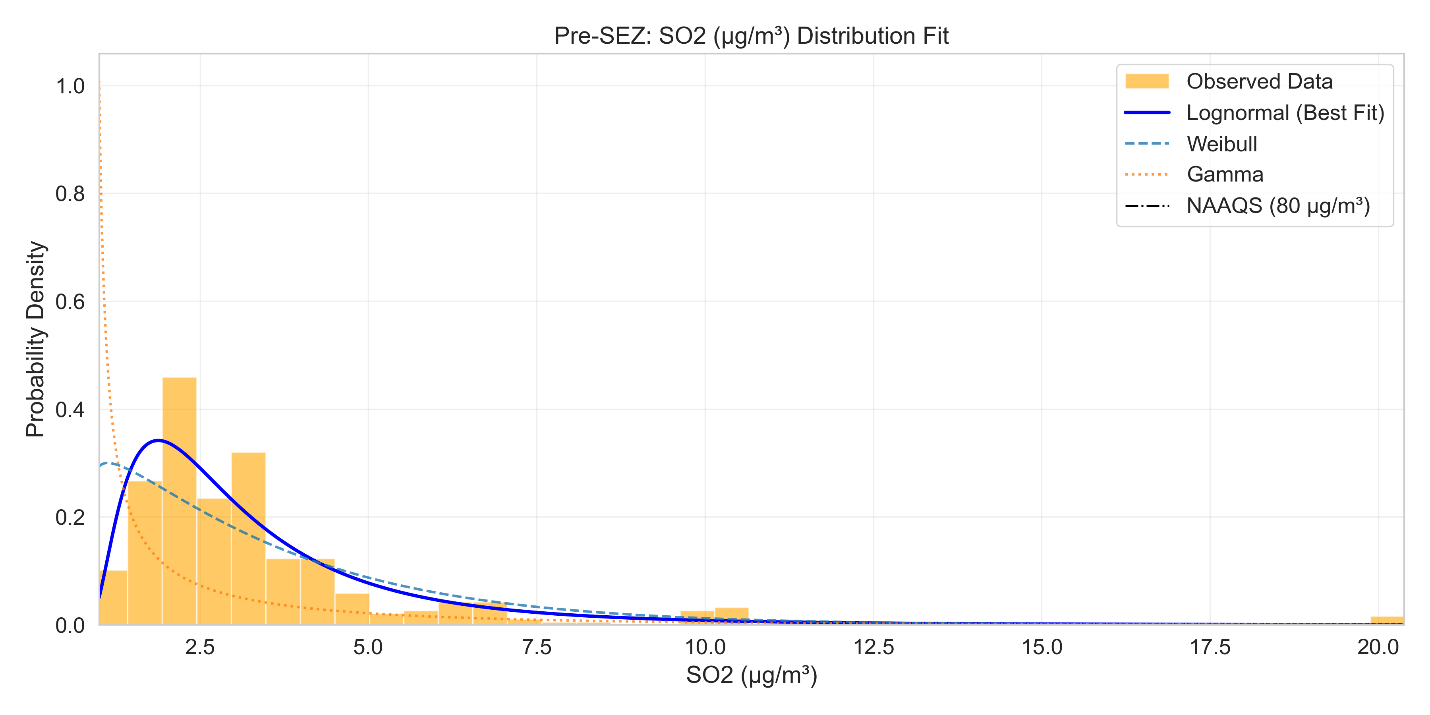 Pre-SEZ: SO2 (µg/m³) Distribution Fit
Observed Data
Lognormal (Best Fit)
Weibull
Gamma
NAAQS (80 µg/m³)
Probability Density
1.0
0.8
0.6
0.4
0.2
0.0
2.5 5.0 7.5 10.0 12.5 15.0 17.5 20.0
SO2 (µg/m³)